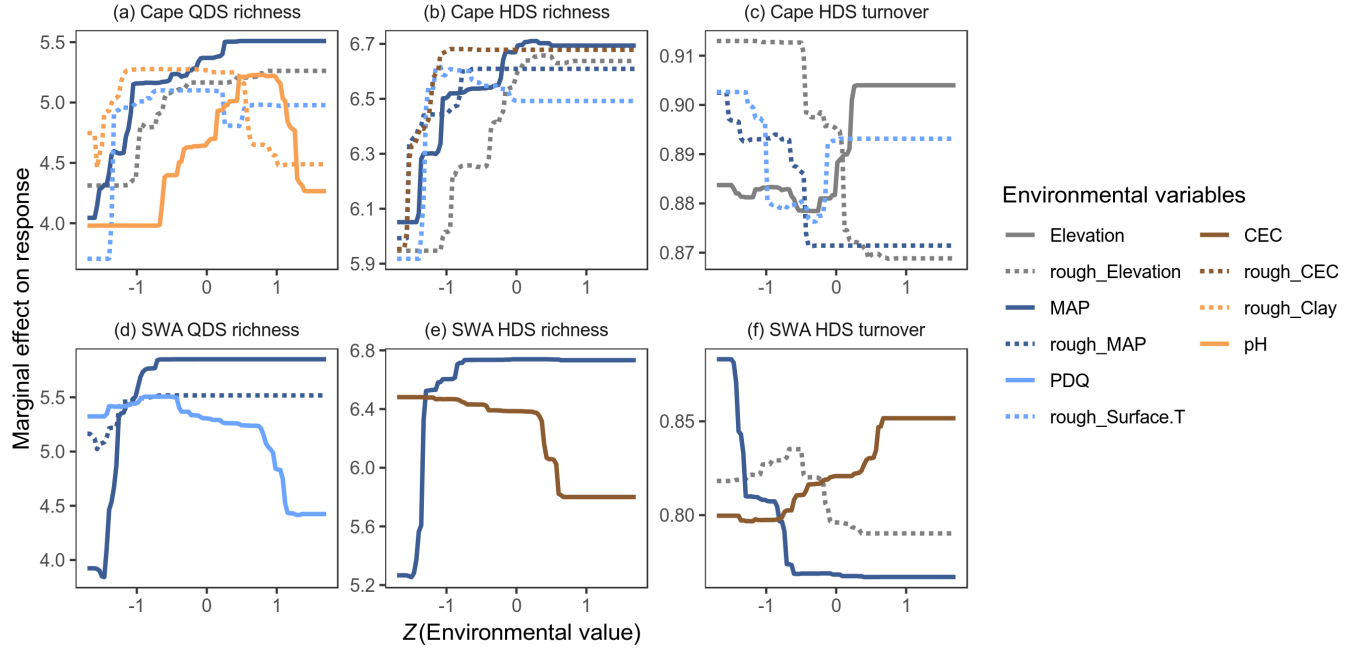 (a) Cape QDS richness
(b) Cape HDS richness
(c) Cape HDS turnover
5.5
5.0
4.5
4.0
-1 0 1
6.7
6.5
6.3
6.1
5.9
-1 0 1
0.91
0.90
0.89
0.88
0.87
-1 0 1
(d) SWA QDS richness
(e) SWA HDS richness
(f) SWA HDS turnover
5.5
5.0
4.5
4.0
-1 0 1
6.8
6.4
6.0
5.6
5.2
-1 0 1
0.85
0.80
-1 0 1
Marginal effect on response
Z(Environmental value)
Environmental variables
Elevation
rough_Elevation
MAP
rough_MAP
PDQ
rough_Surface.T
CEC
rough_CEC
rough_Clay
pH